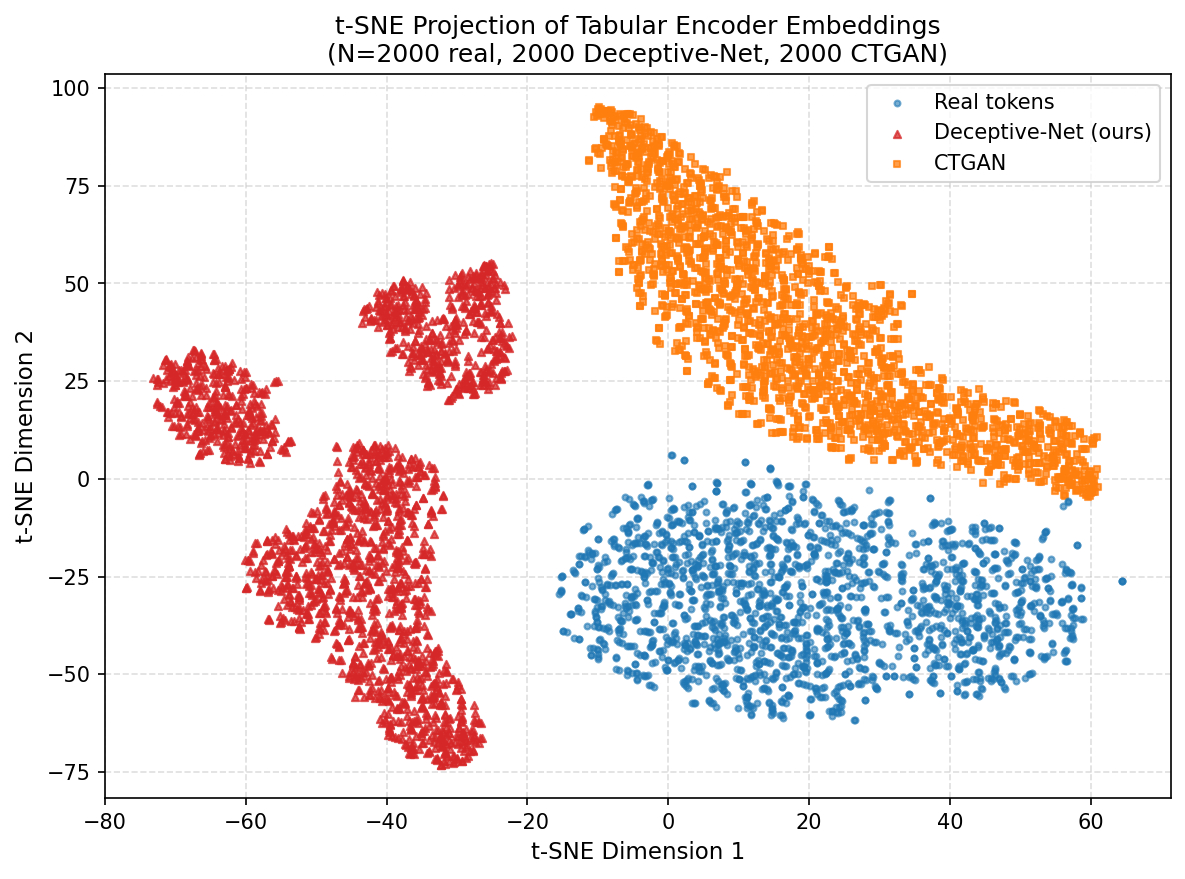 t-SNE Projection of Tabular Encoder Embeddings
(N=2000 real, 2000 Deceptive-Net, 2000 CTGAN)
Real tokens
Deceptive-Net (ours)
CTGAN
t-SNE Dimension 2
100
75
50
25
0
−25
−50
−75
−80
−60
−40
−20
0
20
40
60
t-SNE Dimension 1